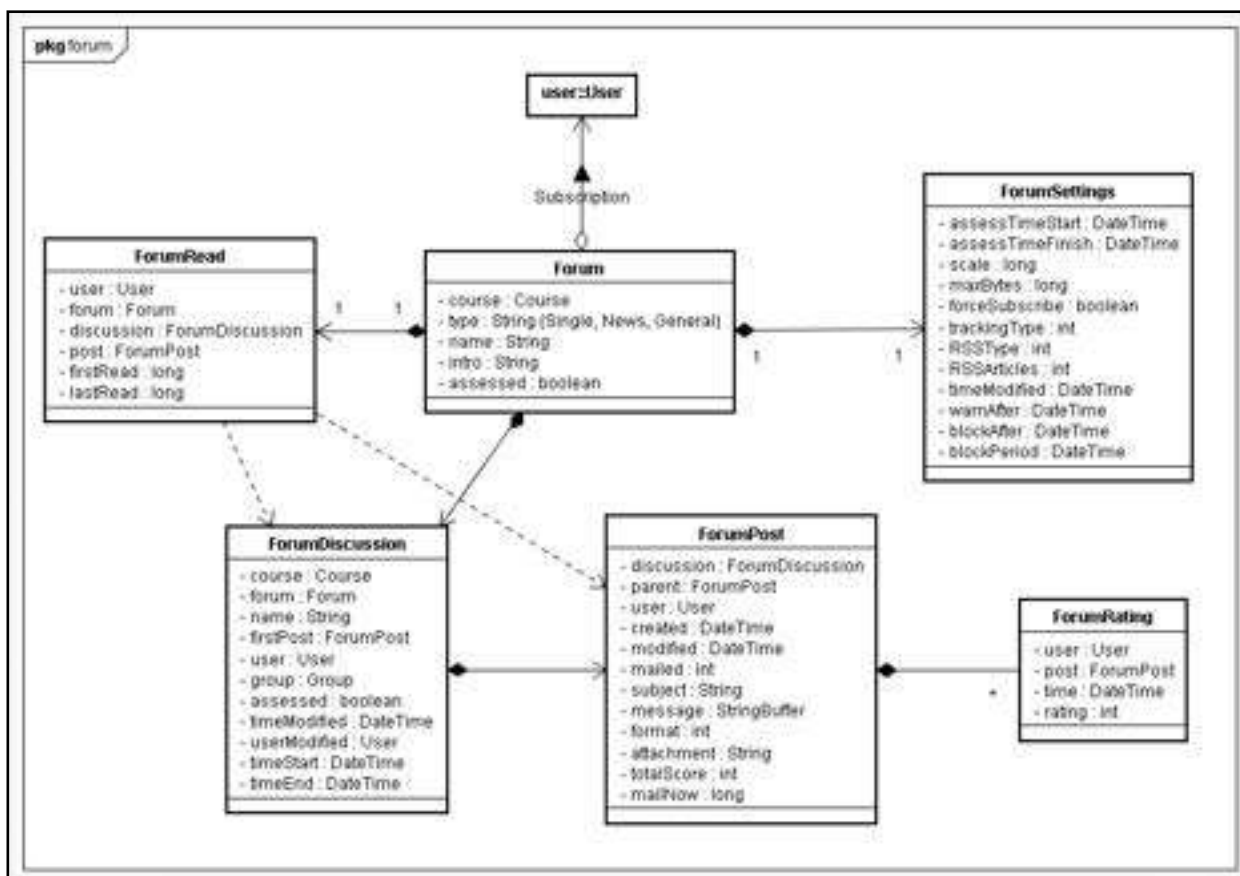 pkg forum
user::User
Subscription
ForumSettings
- assessTimeStart : DateTime
- assessTimeFinish : DateTime
- scale : long
- maxBytes : long
- forceSubscribe : boolean
- trackingType : int
- RSSType : int
- RSSArticles : int
- timeModified : DateTime
- warnAfter : DateTime
- blockAfter : DateTime
- blockPeriod : DateTime
ForumRead
- user : User
- forum : Forum
- discussion : ForumDiscussion
- post : ForumPost
- firstRead : long
- lastRead : long
1
1
Forum
- course : Course
- type : String (Single, News, General)
- name : String
- intro : String
- assessed : boolean
1
1
ForumDiscussion
- course : Course
- forum : Forum
- name : String
- firstPost : ForumPost
- user : User
- group : Group
- assessed : boolean
- timeModified : DateTime
- userModified : User
- timeStart : DateTime
- timeEnd : DateTime
ForumPost
- discussion : ForumDiscussion
- parent : ForumPost
- user : User
- created : DateTime
- modified : DateTime
- mailed : int
- subject : String
- message : StringBuffer
- format : int
- attachment : String
- totalScore : int
- mailNow : long
*
ForumRating
- user : User
- post : ForumPost
- time : DateTime
- rating : int